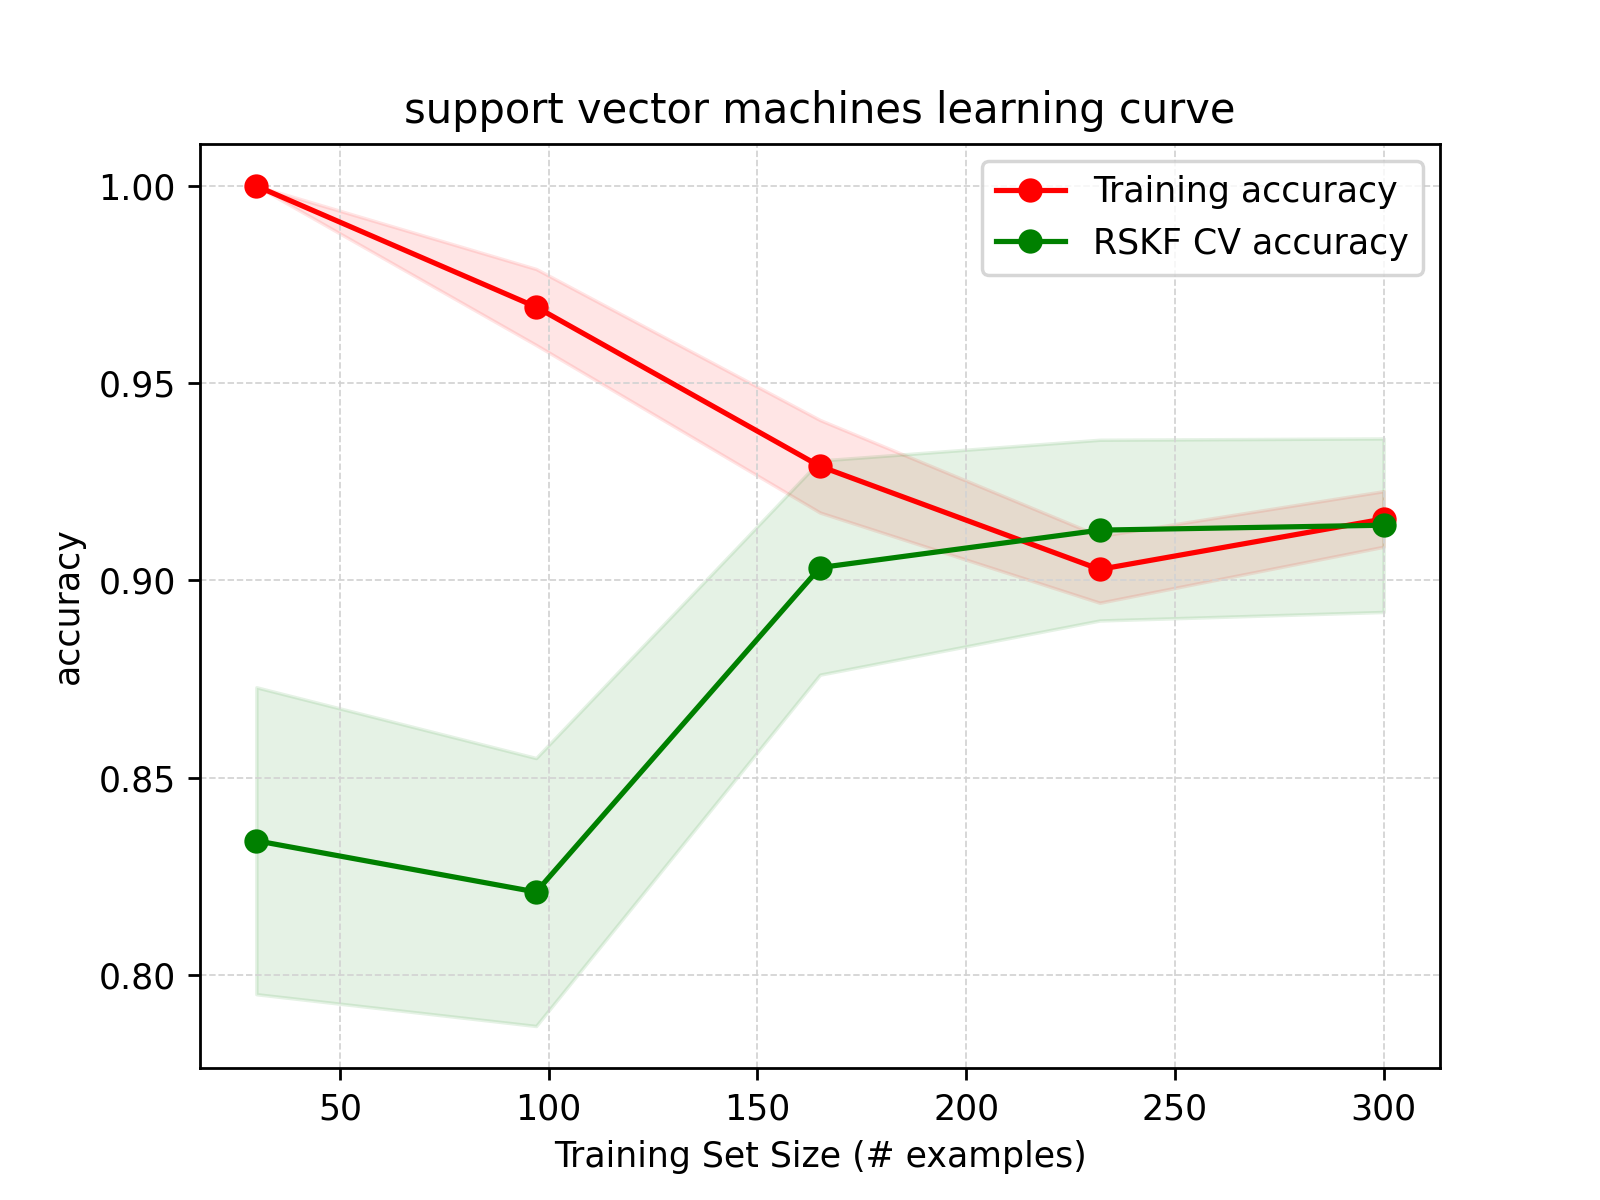 support vector machines learning curve
Training accuracy
RSKF CV accuracy
1.00
0.95
0.90
0.85
0.80
accuracy
50 100 150 200 250 300
Training Set Size (# examples)